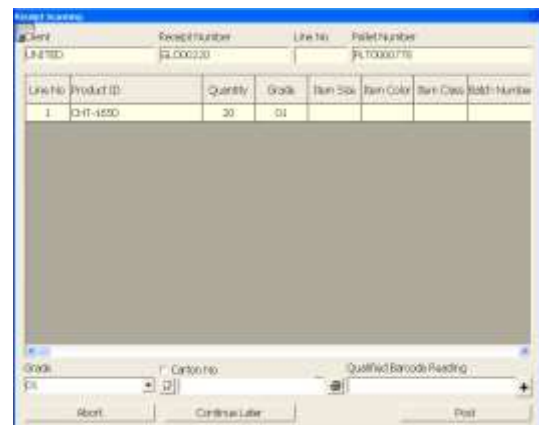 Receipt Scanning
Client Receipt Number Line No Pallet Number
UNITED GLO00220 PLT0000776
Line No Product ID Quantity Grade Item Size Item Color Item Class Batch Number
1 20 01
Grade Carton No Qualified Barcode Reading
01
Abort Continue Later Post